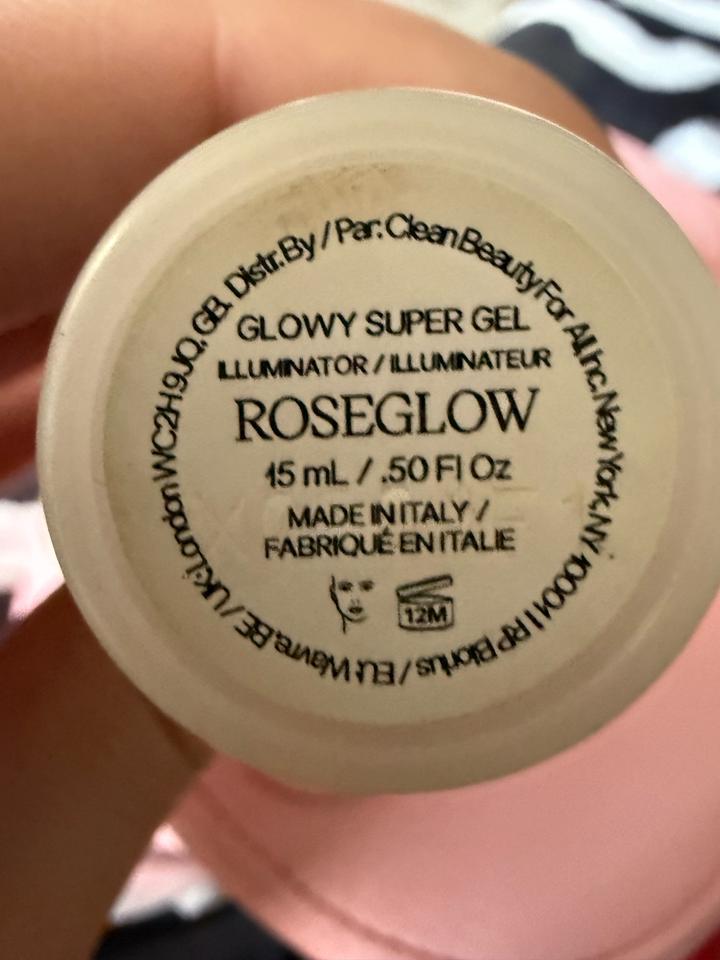 Distr. By / Par: Clean Beauty For All, Inc. New York, NY 10001 | RP Biorius / EU: Wavre, BE / UK: London WC2H 9JQ, GB.
GLOWY SUPER GEL
ILLUMINATOR / ILLUMINATEUR
ROSEGLOW
15 mL / .50 Fl Oz
MADE IN ITALY /
FABRIQUÉ EN ITALIE
12M